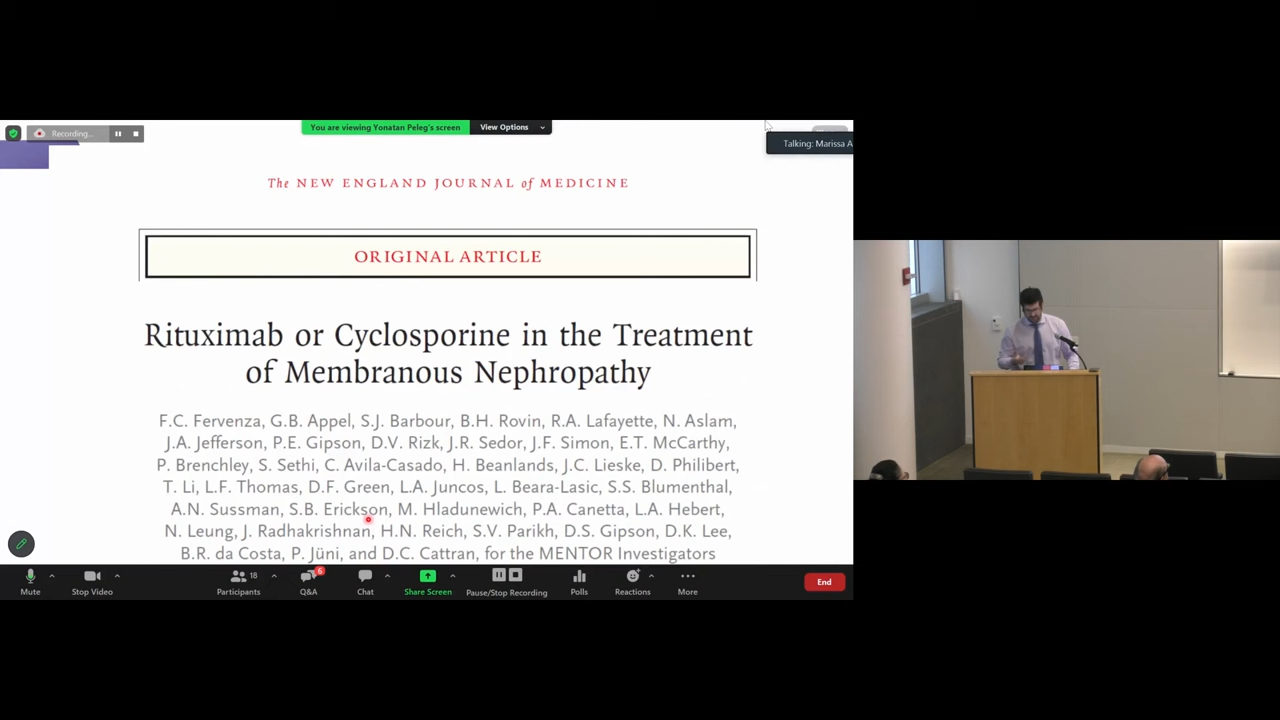 Recording...
You are viewing Yonatan Peleg's screen
View Options
Talking: Marissa A
The NEW ENGLAND JOURNAL of MEDICINE
ORIGINAL ARTICLE
Rituximab or Cyclosporine in the Treatment
of Membranous Nephropathy
F.C. Fervenza, G.B. Appel, S.J. Barbour, B.H. Rovin, R.A. Lafayette, N. Aslam,
J.A. Jefferson, P.E. Gipson, D.V. Rizk, J.R. Sedor, J.F. Simon, E.T. McCarthy,
P. Brenchley, S. Sethi, C. Avila-Casado, H. Beanlands, J.C. Lieske, D. Philibert,
T. Li, L.F. Thomas, D.F. Green, L.A. Juncos, L. Beara-Lasic, S.S. Blumenthal,
A.N. Sussman, S.B. Erickson, M. Hladunewich, P.A. Canetta, L.A. Hebert,
N. Leung, J. Radhakrishnan, H.N. Reich, S.V. Parikh, D.S. Gipson, D.K. Lee,
B.R. da Costa, P. Jüni, and D.C. Cattran, for the MENTOR Investigators
Mute
Stop Video
18
Participants
6
Q&A
Chat
Share Screen
Pause/Stop Recording
Polls
Reactions
More
End